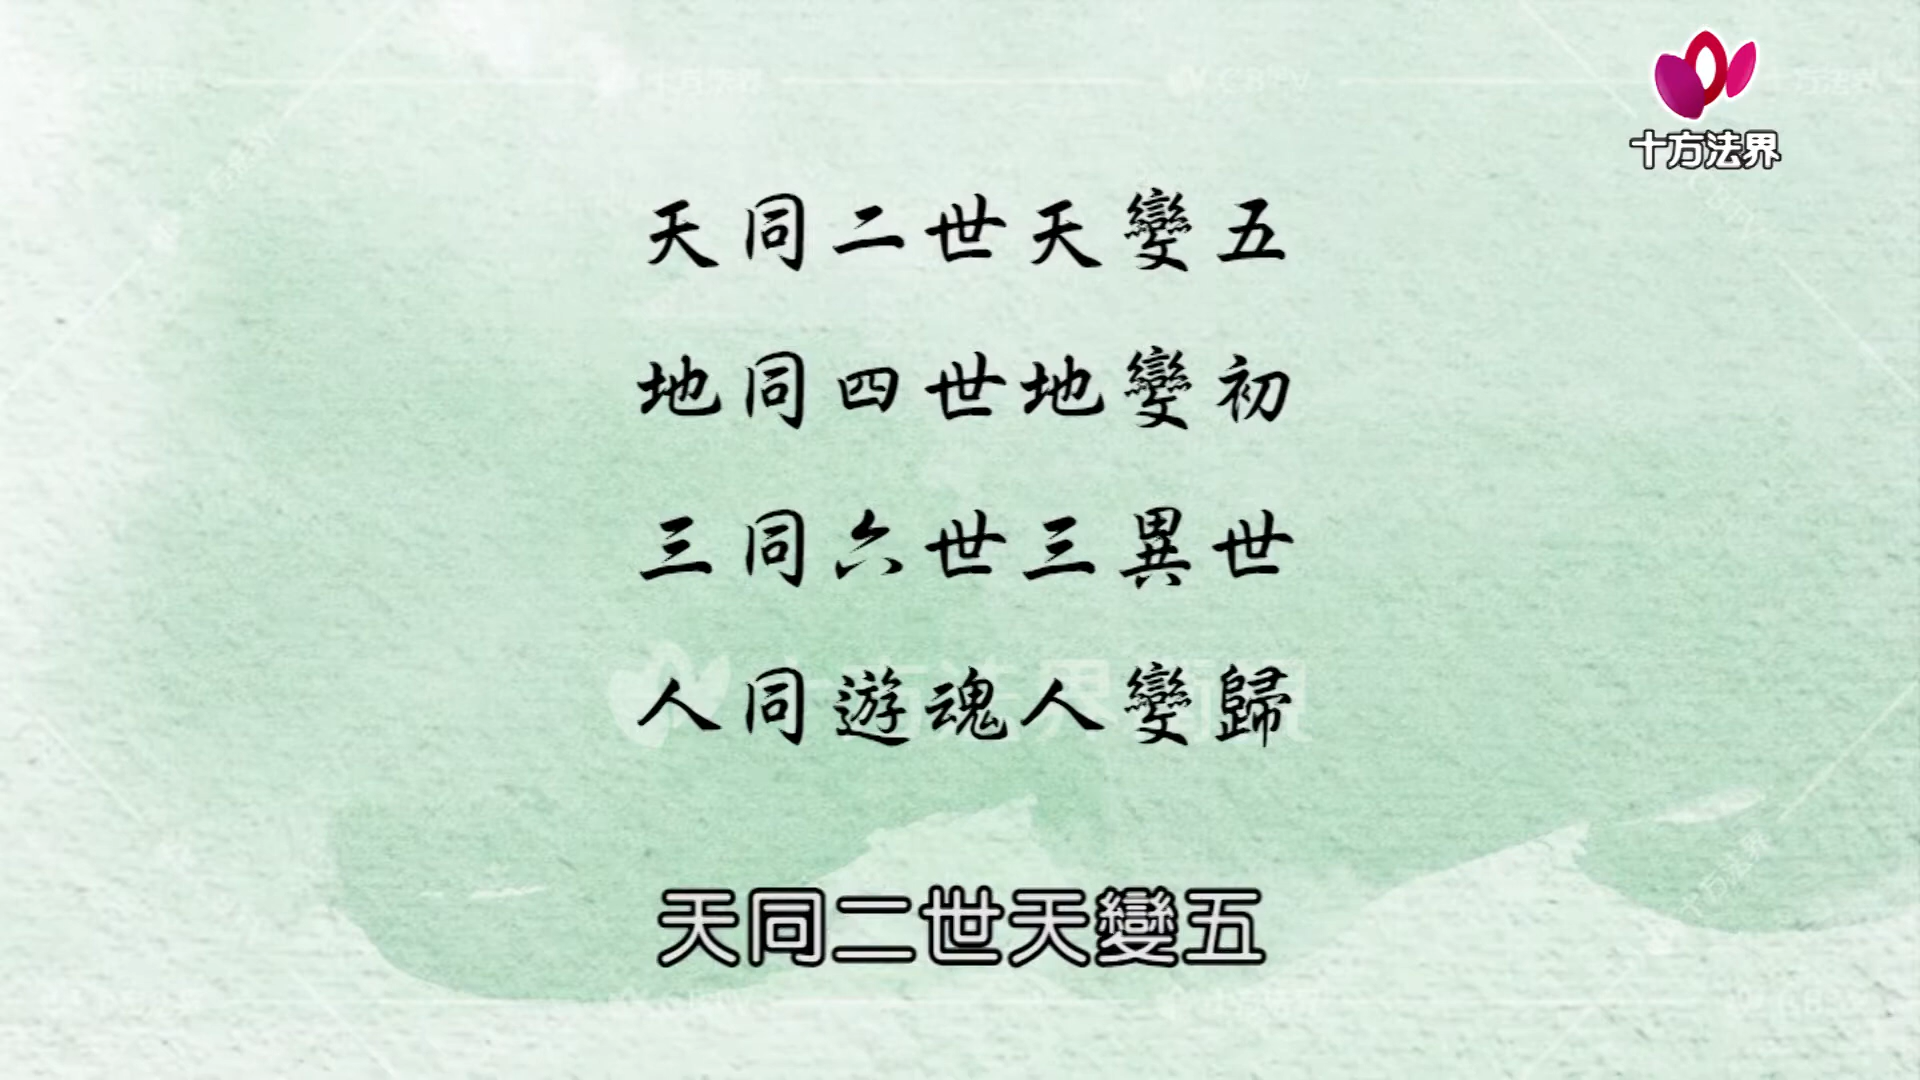 十方法界
天同二世天變五
地同四世地變初
三同六世三異世
人同遊魂人變歸
天同二世天變五